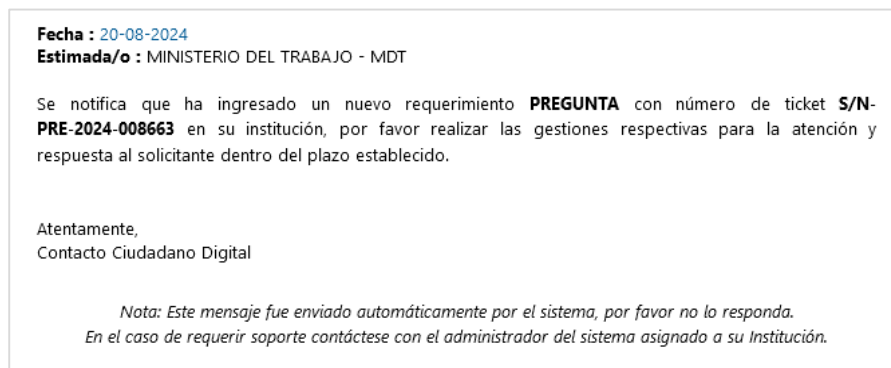 Fecha : 20-08-2024
Estimada/o : MINISTERIO DEL TRABAJO - MDT
Se notifica que ha ingresado un nuevo requerimiento PREGUNTA con número de ticket S/N-
PRE-2024-008663 en su institución, por favor realizar las gestiones respectivas para la atención y
respuesta al solicitante dentro del plazo establecido.
Atentamente,
Contacto Ciudadano Digital
Nota: Este mensaje fue enviado automáticamente por el sistema, por favor no lo responda.
En el caso de requerir soporte contáctese con el administrador del sistema asignado a su Institución.